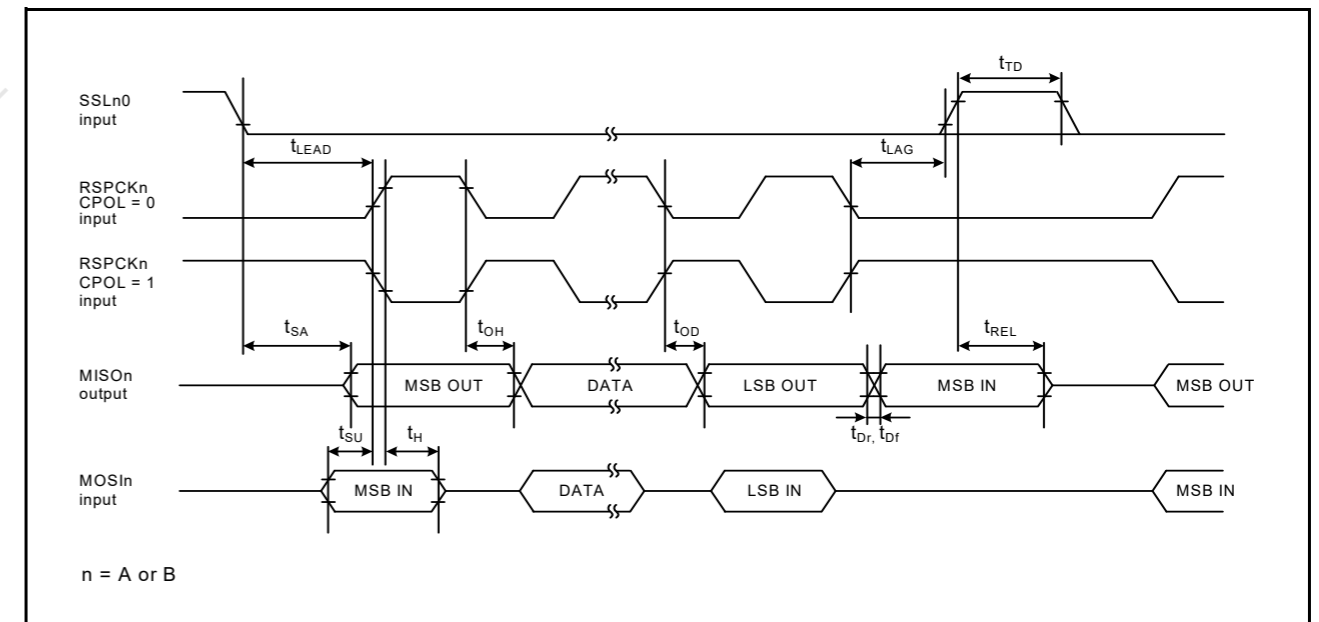 tTD
SSLn0
input
tLEAD
tLAG
RSPCKn
CPOL = 0
input
RSPCKn
CPOL = 1
input
tSA
tOH
tOD
tREL
MISOn
output
MSB OUT
DATA
LSB OUT
MSB IN
MSB OUT
tSU
tH
tDr, tDf
MOSIn
input
MSB IN
DATA
LSB IN
MSB IN
n = A or B